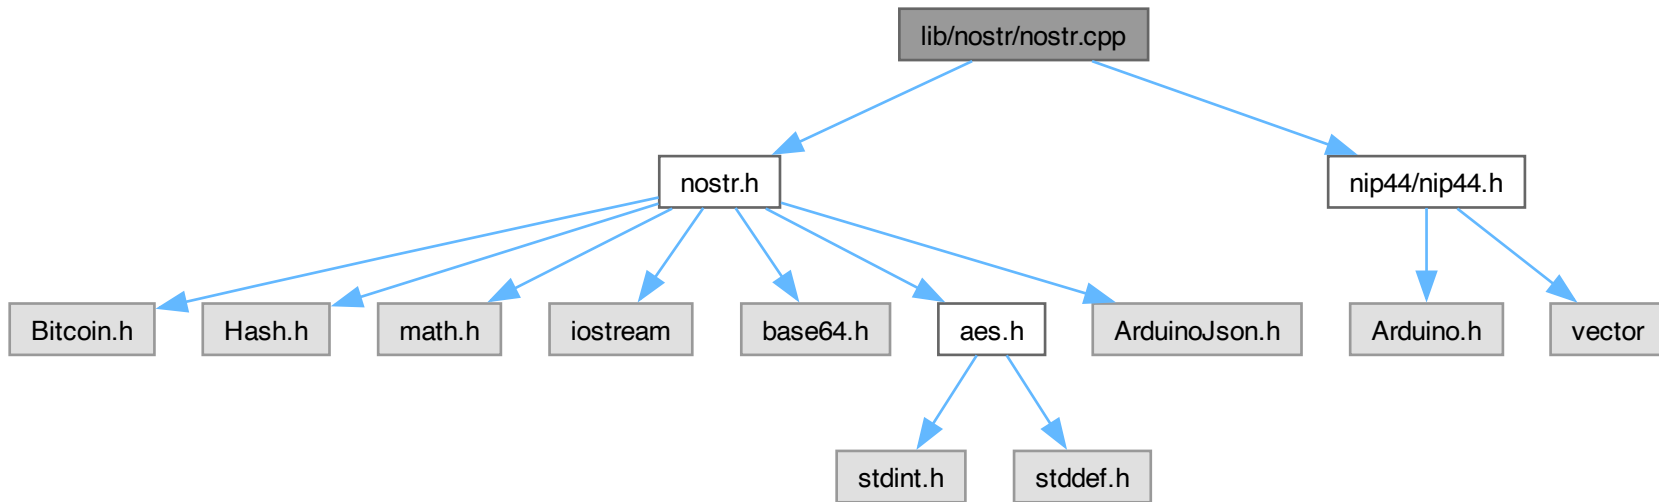 lib/nostr/nostr.cpp
nostr.h
nip44/nip44.h
Bitcoin.h
Hash.h
math.h
iostream
base64.h
aes.h
ArduinoJson.h
Arduino.h
vector
stdint.h
stddef.h